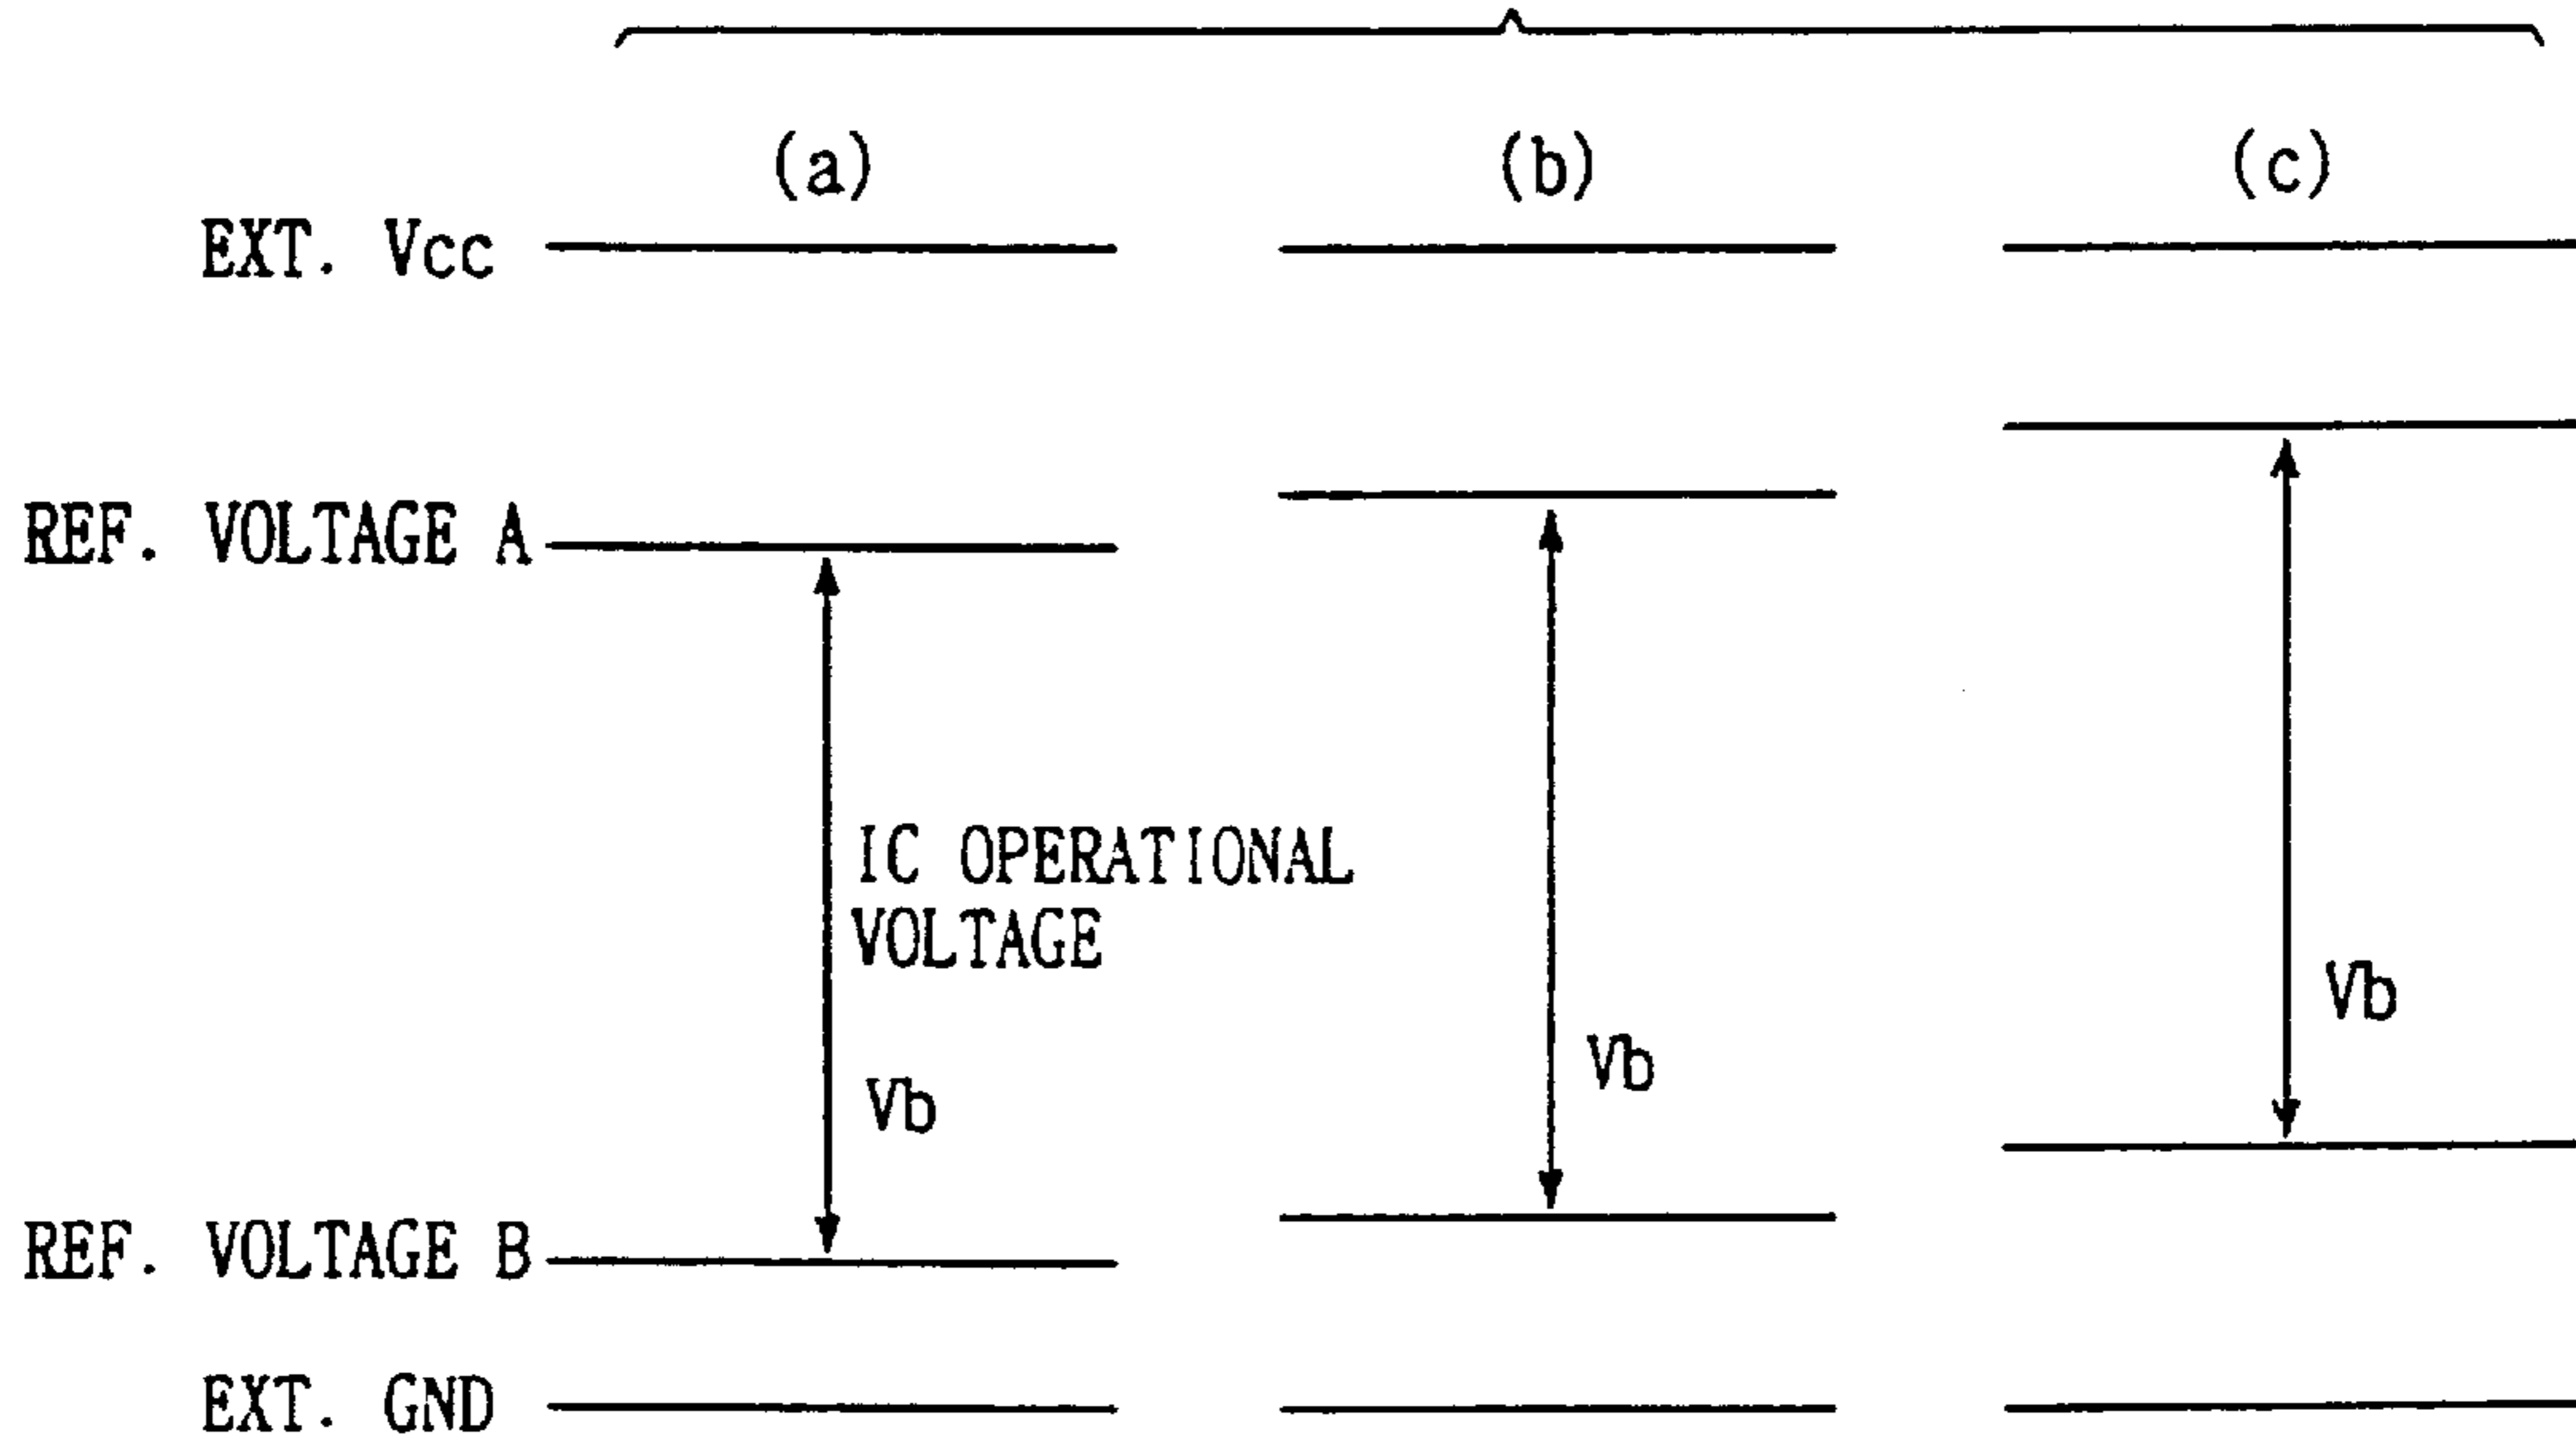 (a) (b) (c)
EXT. Vcc
REF. VOLTAGE A
IC OPERATIONAL
VOLTAGE
Vb
Vb
Vb
REF. VOLTAGE B
EXT. GND